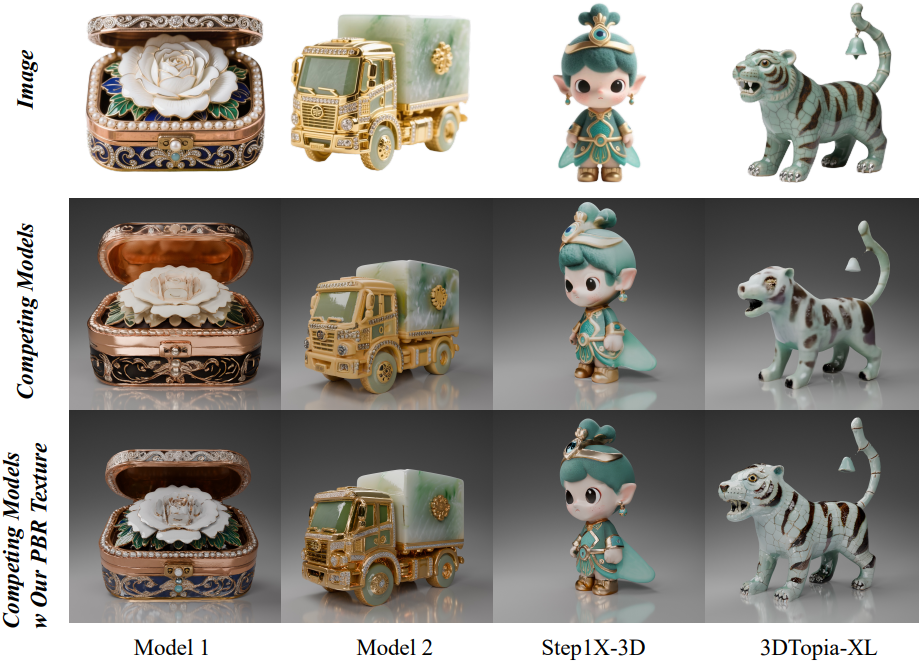 Image
Competing Models
Competing Models
w Our PBR Texture
Model 1
Model 2
Step1X-3D
3DTopia-XL